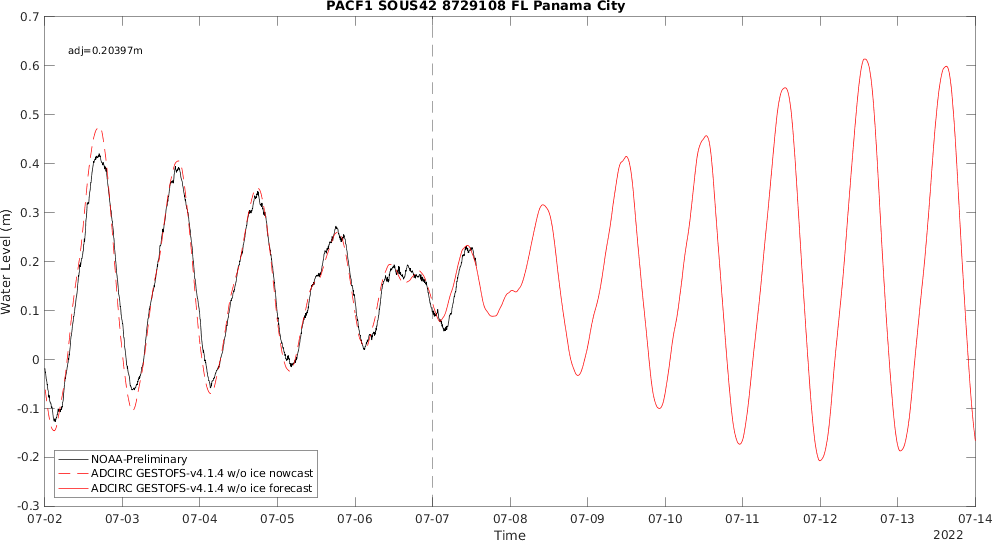 PACF1 SOUS42 8729108 FL Panama City
0.7
adj=0.20397m
0.6
0.5
0.4
0.3
0.2
0.1
0
-0.1
-0.2
-0.3
Water Level (m)
NOAA-Preliminary
ADCIRC GESTOFS-v4.1.4 w/o ice nowcast
ADCIRC GESTOFS-v4.1.4 w/o ice forecast
07-02 07-03 07-04 07-05 07-06 07-07 07-08 07-09 07-10 07-11 07-12 07-13 07-14
Time
2022